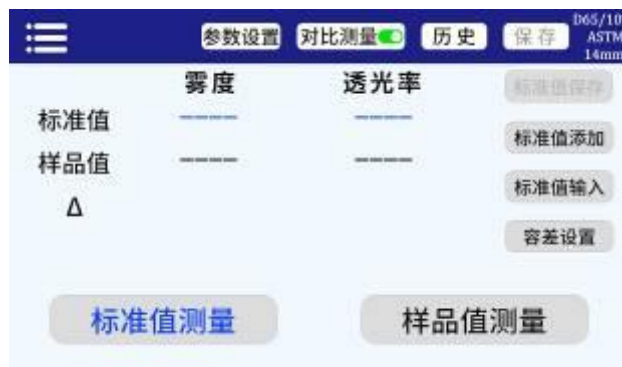 参数设置 对比测量 历史 保存 D65/10
ASTM
14mm
雾度 透光率
标准值保存
标准值 ---- ----
标准值添加
样品值 ---- ----
标准值输入
Δ
容差设置
标准值测量 样品值测量